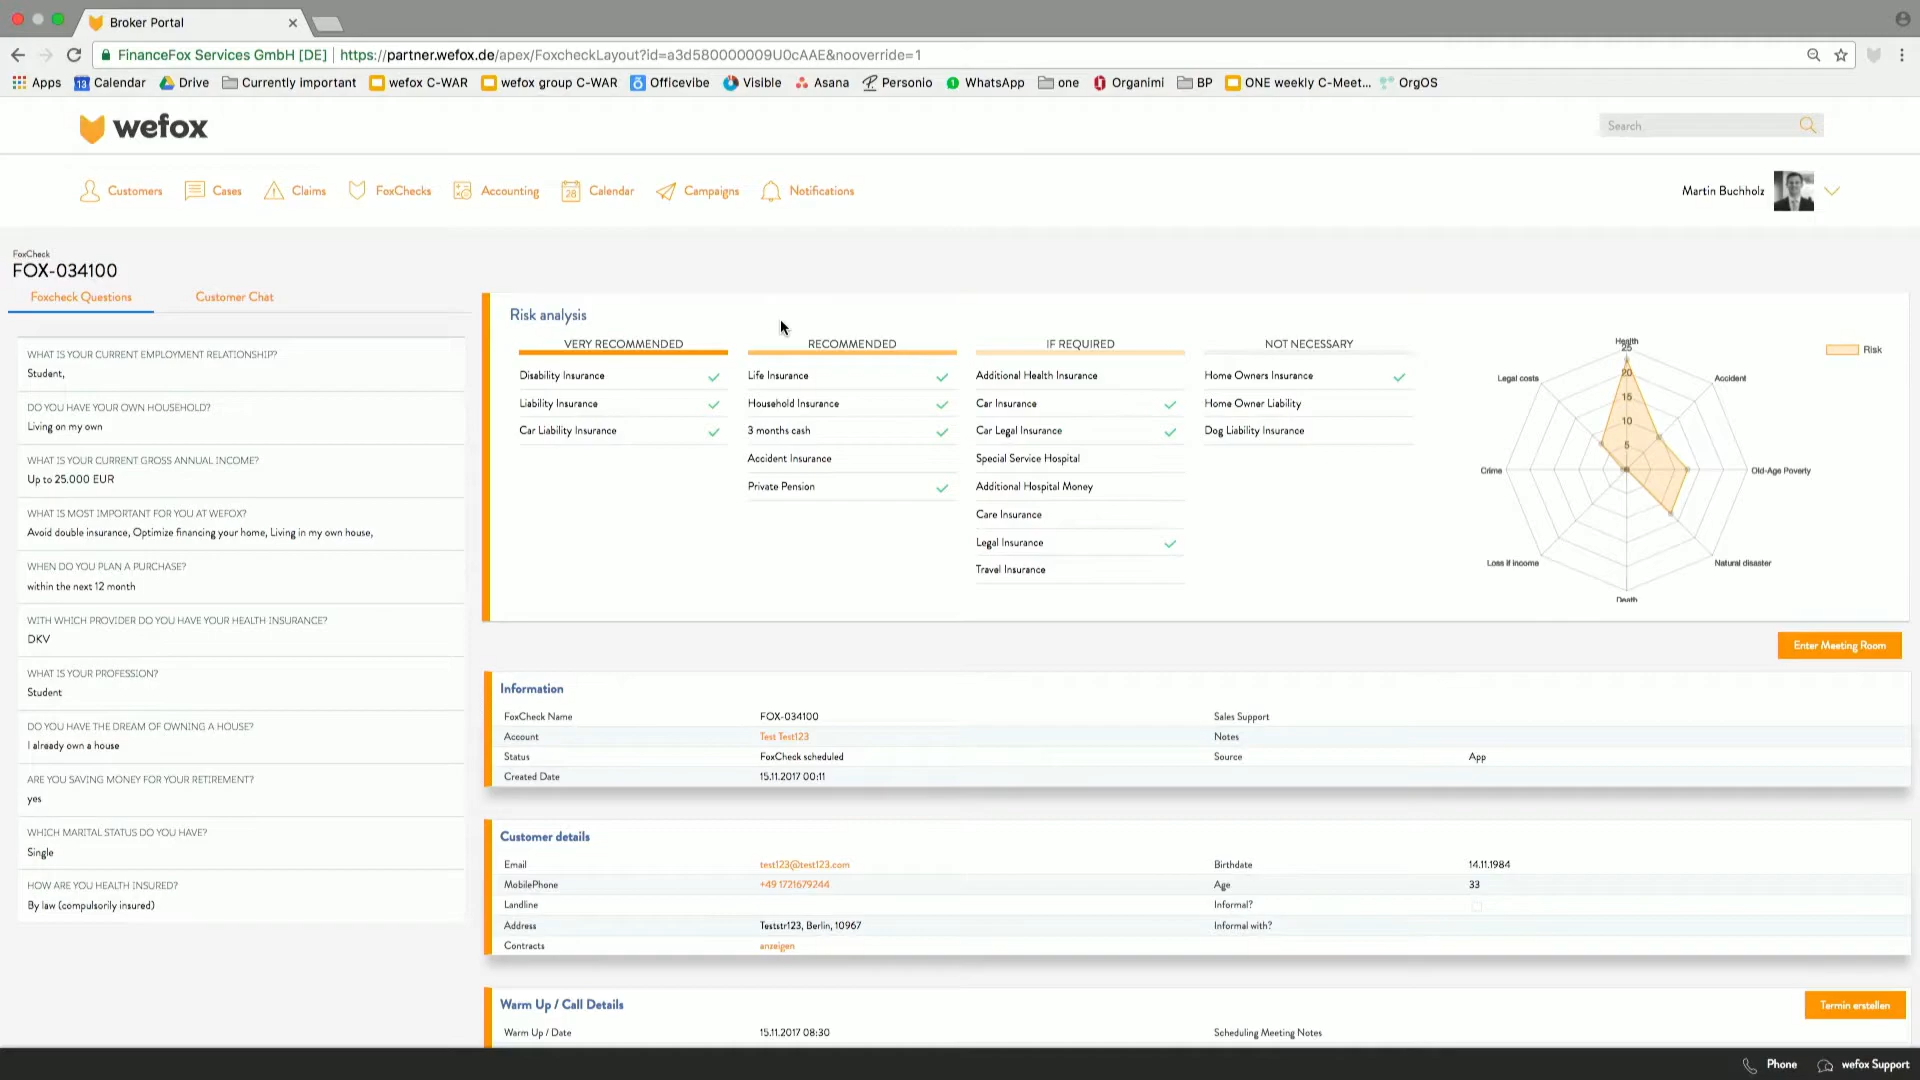 Broker Portal
FinanceFox Services GmbH [DE] | https://partner.wefox.de/apex/FoxcheckLayout?id=a3d580000009U0cAAE&nooverride=1
Apps 13 Calendar Drive Currently important wefox C-WAR wefox group C-WAR Officevibe Visible Asana Personio WhatsApp one Organimi BP ONE weekly C-Meet... OrgOS
wefox
Search
Customers Cases Claims FoxChecks Accounting 28 Calendar Campaigns Notifications
Martin Buchholz
FoxCheck
FOX-034100
Foxcheck Questions Customer Chat
WHAT IS YOUR CURRENT EMPLOYMENT RELATIONSHIP?
Student,
DO YOU HAVE YOUR OWN HOUSEHOLD?
Living on my own
WHAT IS YOUR CURRENT GROSS ANNUAL INCOME?
Up to 25.000 EUR
WHAT IS MOST IMPORTANT FOR YOU AT WEFOX?
Avoid double insurance, Optimize financing your home, Living in my own house,
WHEN DO YOU PLAN A PURCHASE?
within the next 12 month
WITH WHICH PROVIDER DO YOU HAVE YOUR HEALTH INSURANCE?
DKV
WHAT IS YOUR PROFESSION?
Student
DO YOU HAVE THE DREAM OF OWNING A HOUSE?
I already own a house
ARE YOU SAVING MONEY FOR YOUR RETIREMENT?
yes
WHICH MARITAL STATUS DO YOU HAVE?
Single
HOW ARE YOU HEALTH INSURED?
By law (compulsorily insured)
Risk analysis
VERY RECOMMENDED
Disability Insurance
Liability Insurance
Car Liability Insurance
RECOMMENDED
Life Insurance
Household Insurance
3 months cash
Accident Insurance
Private Pension
IF REQUIRED
Additional Health Insurance
Car Insurance
Car Legal Insurance
Special Service Hospital
Additional Hospital Money
Care Insurance
Legal Insurance
Travel Insurance
NOT NECESSARY
Home Owners Insurance
Home Owner Liability
Dog Liability Insurance
Health
25
20
15
10
5
Accident
Old-Age Poverty
Natural disaster
Death
Loss if income
Crime
Legal costs
Risk
Enter Meeting Room
Information
FoxCheck Name FOX-034100 Sales Support
Account Test Test123 Notes
Status FoxCheck scheduled Source App
Created Date 15.11.2017 00:11
Customer details
Email test123@test123.com Birthdate 14.11.1984
MobilePhone +49 1721679244 Age 33
Landline Informal?
Address Teststr123, Berlin, 10967 Informal with?
Contracts anzeigen
Warm Up / Call Details
Termin erstellen
Warm Up / Date 15.11.2017 08:30 Scheduling Meeting Notes
Phone wefox Support